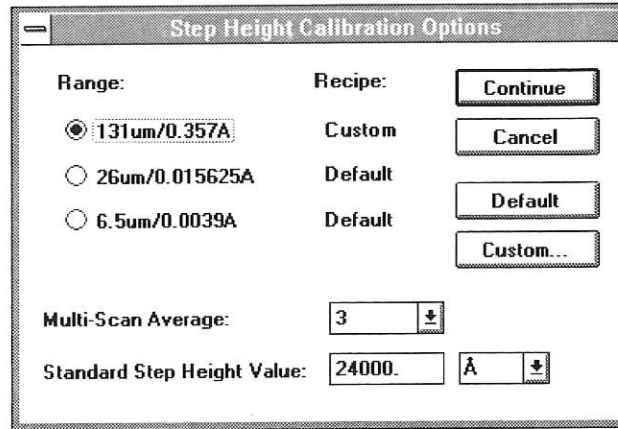 Step Height Calibration Options
Range: Recipe: Continue
131um/0.357A Custom Cancel
26um/0.015625A Default
6.5um/0.0039A Default Default
Custom...
Multi-Scan Average: 3
Standard Step Height Value: 24000. Å